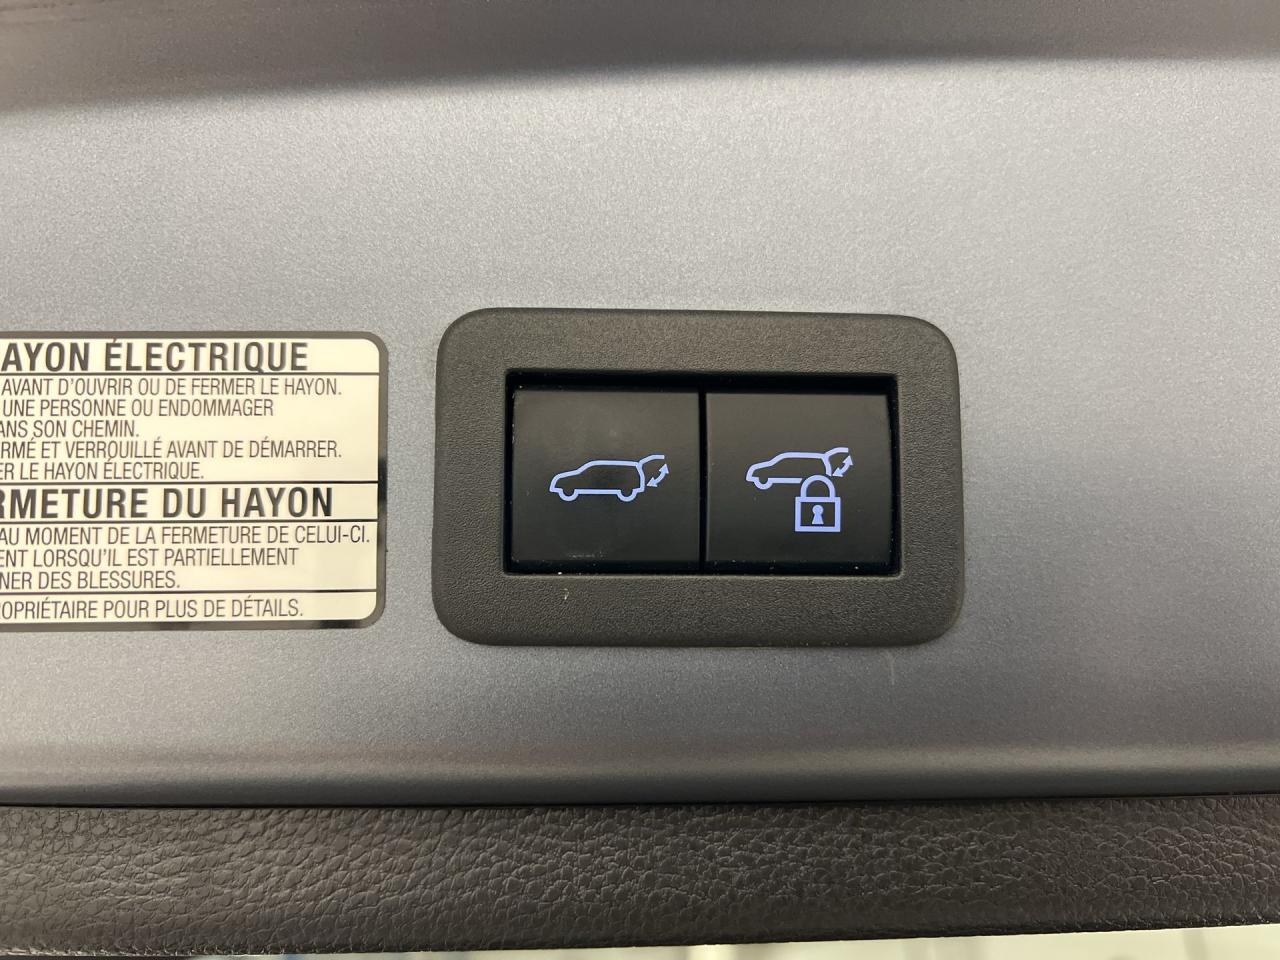 AYON ÉLECTRIQUE
AVANT D'OUVRIR OU DE FERMER LE HAYON.
UNE PERSONNE OU ENDOMMAGER
ANS SON CHEMIN.
RMÉ ET VERROUILLÉ AVANT DE DÉMARRER.
ER LE HAYON ÉLECTRIQUE.
RMETURE DU HAYON
AU MOMENT DE LA FERMETURE DE CELUI-CI.
ENT LORSQU'IL EST PARTIELLEMENT
NER DES BLESSURES.
OPRIÉTAIRE POUR PLUS DE DÉTAILS.